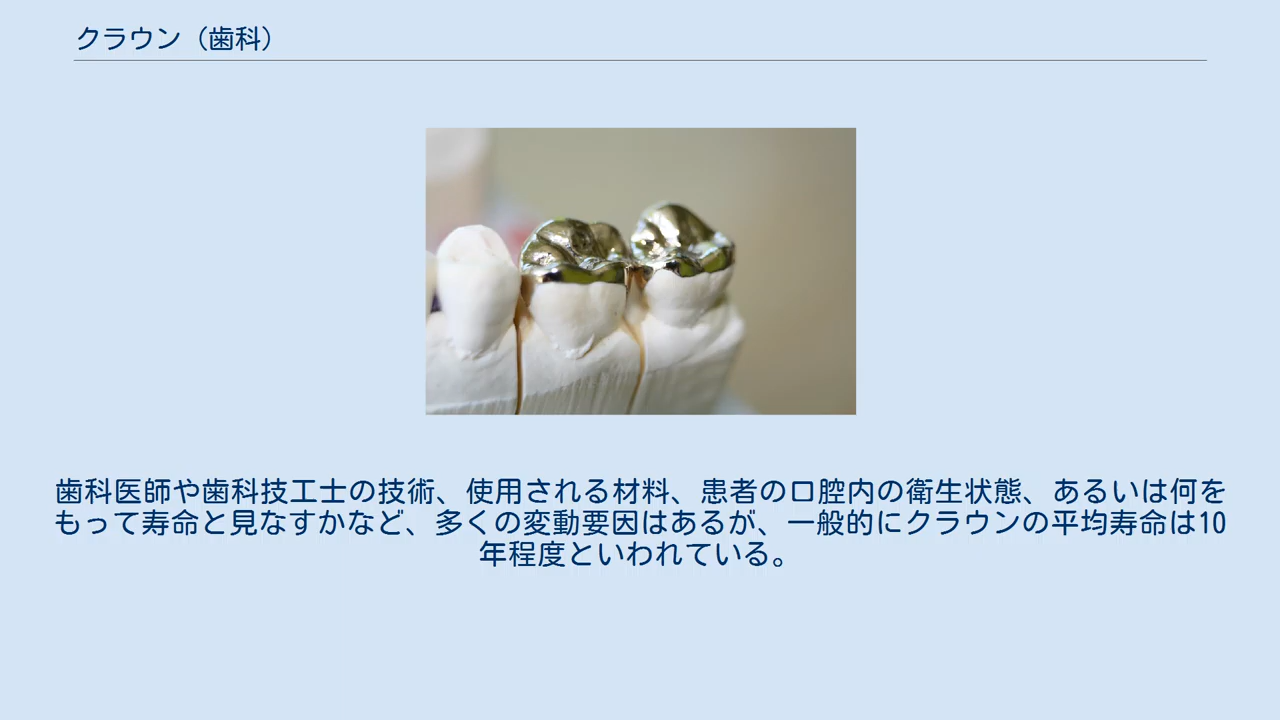 クラウン（歯科）
歯科医師や歯科技工士の技術、使用される材料、患者の口腔内の衛生状態、あるいは何を
もって寿命と見なすかなど、多くの変動要因はあるが、一般的にクラウンの平均寿命は10
年程度といわれている。